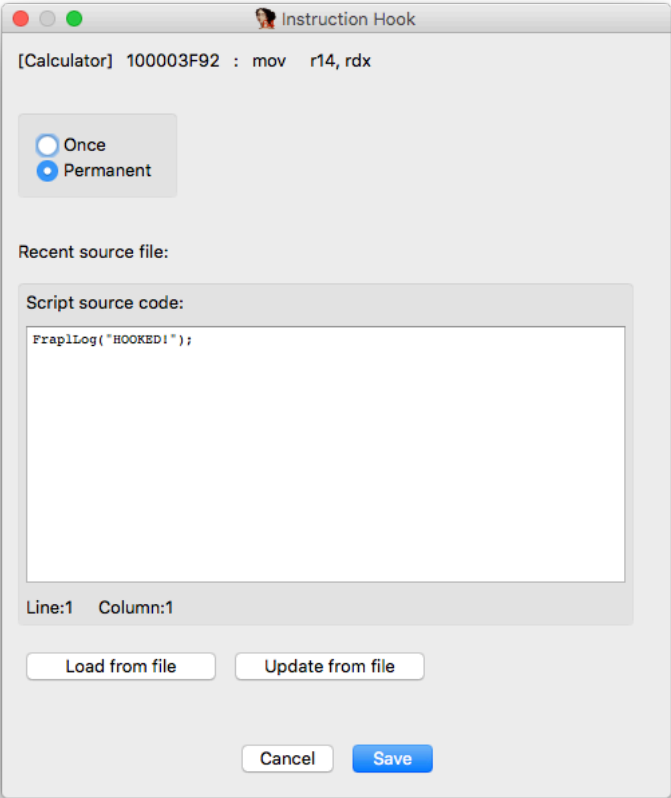 Instruction Hook
[Calculator] 100003F92 : mov r14, rdx
Once
Permanent
Recent source file:
Script source code:
FraplLog("HOOKED!");
Line:1 Column:1
Load from file Update from file
Cancel Save